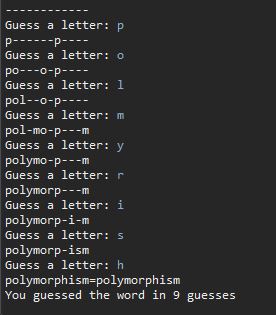 ------------
Guess a letter: p
p------p----
Guess a letter: o
po---o-p----
Guess a letter: l
pol--o-p----
Guess a letter: m
pol-mo-p---m
Guess a letter: y
polymo-p---m
Guess a letter: r
polymorp---m
Guess a letter: i
polymorp-i-m
Guess a letter: s
polymorp-ism
Guess a letter: h
polymorphism=polymorphism
You guessed the word in 9 guesses